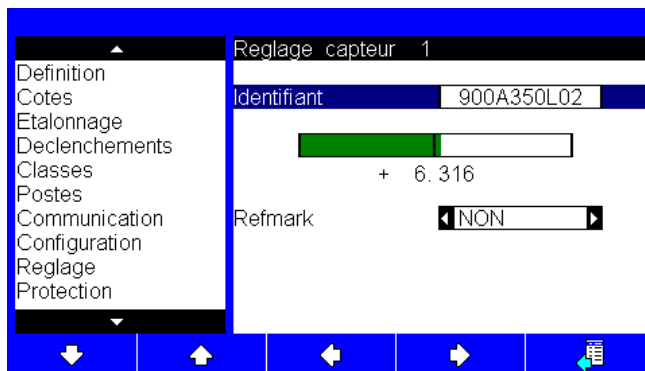 Definition
Cotes
Etalonnage
Declenchements
Classes
Postes
Communication
Configuration
Reglage
Protection
Reglage capteur 1
Identifiant 900A350L02
+ 6.316
Refmark NON